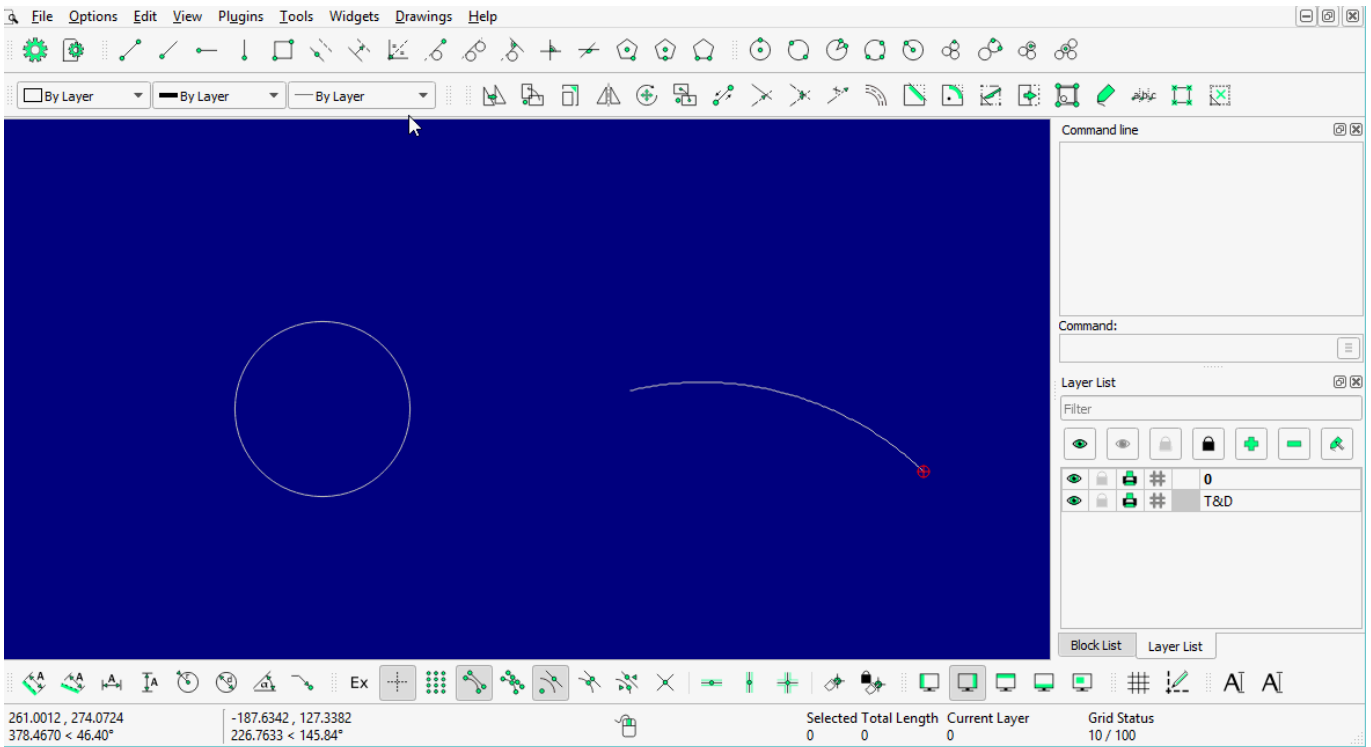 File Options Edit View Plugins Tools Widgets Drawings Help
By Layer By Layer By Layer
Command line
Command:
Layer List
Filter
0
T&D
Block List Layer List
Ex
261.0012 , 274.0724
378.4670 < 46.40°
-187.6342 , 127.3382
226.7633 < 145.84°
Selected Total Length Current Layer
0 0 0
Grid Status
10 / 100